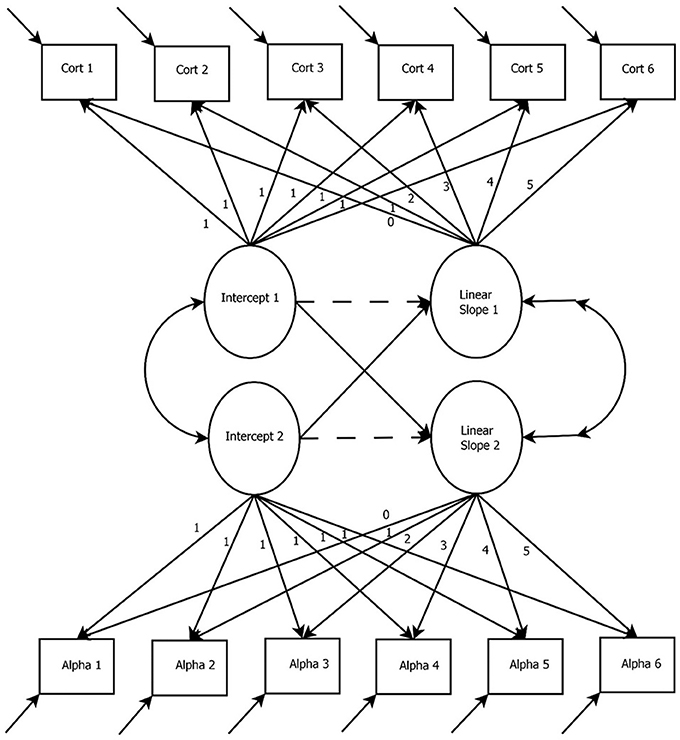 Cort 1
Cort 2
Cort 3
Cort 4
Cort 5
Cort 6
1
1
1
1
1
1
0
1
2
3
4
5
Intercept 1
Linear
Slope 1
Intercept 2
Linear
Slope 2
1
1
1
1
1
1
0
1
2
3
4
5
Alpha 1
Alpha 2
Alpha 3
Alpha 4
Alpha 5
Alpha 6